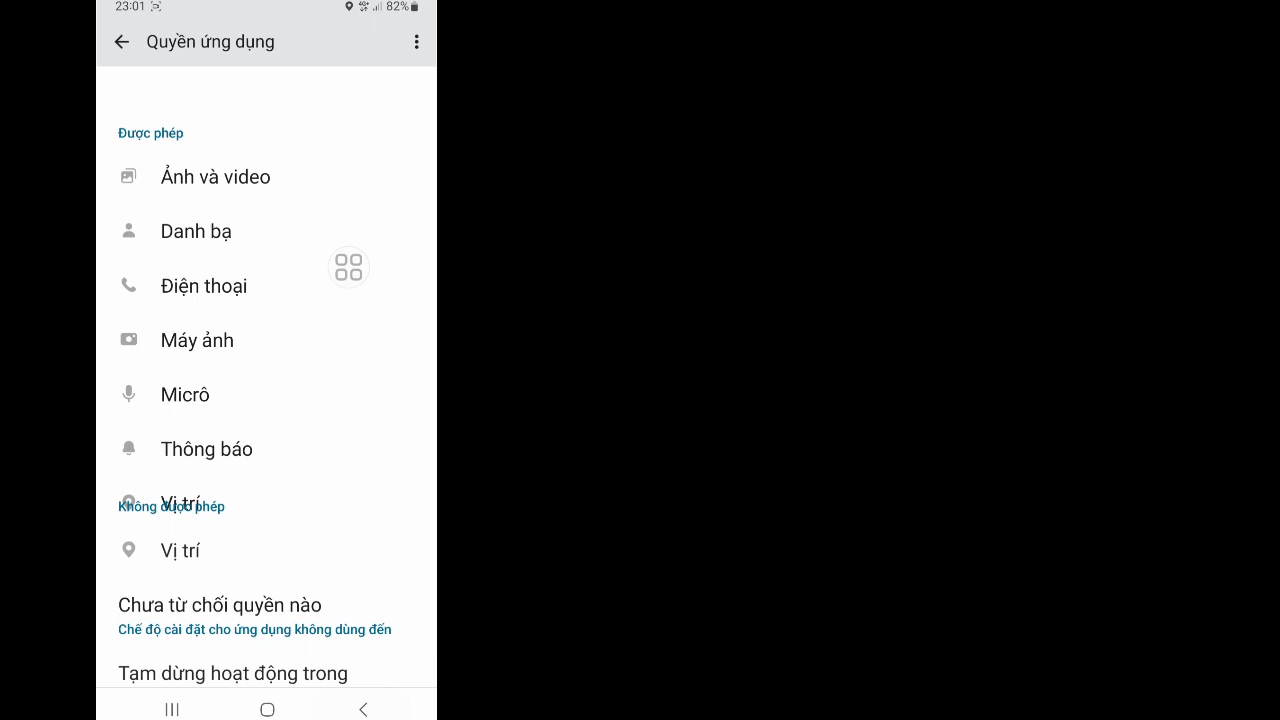 23:01 82%
Quyền ứng dụng
Được phép
Ảnh và video
Danh bạ
Điện thoại
Máy ảnh
Micrô
Thông báo
Vị trí
Không được phép
Vị trí
Chưa từ chối quyền nào
Chế độ cài đặt cho ứng dụng không dùng đến
Tạm dừng hoạt động trong